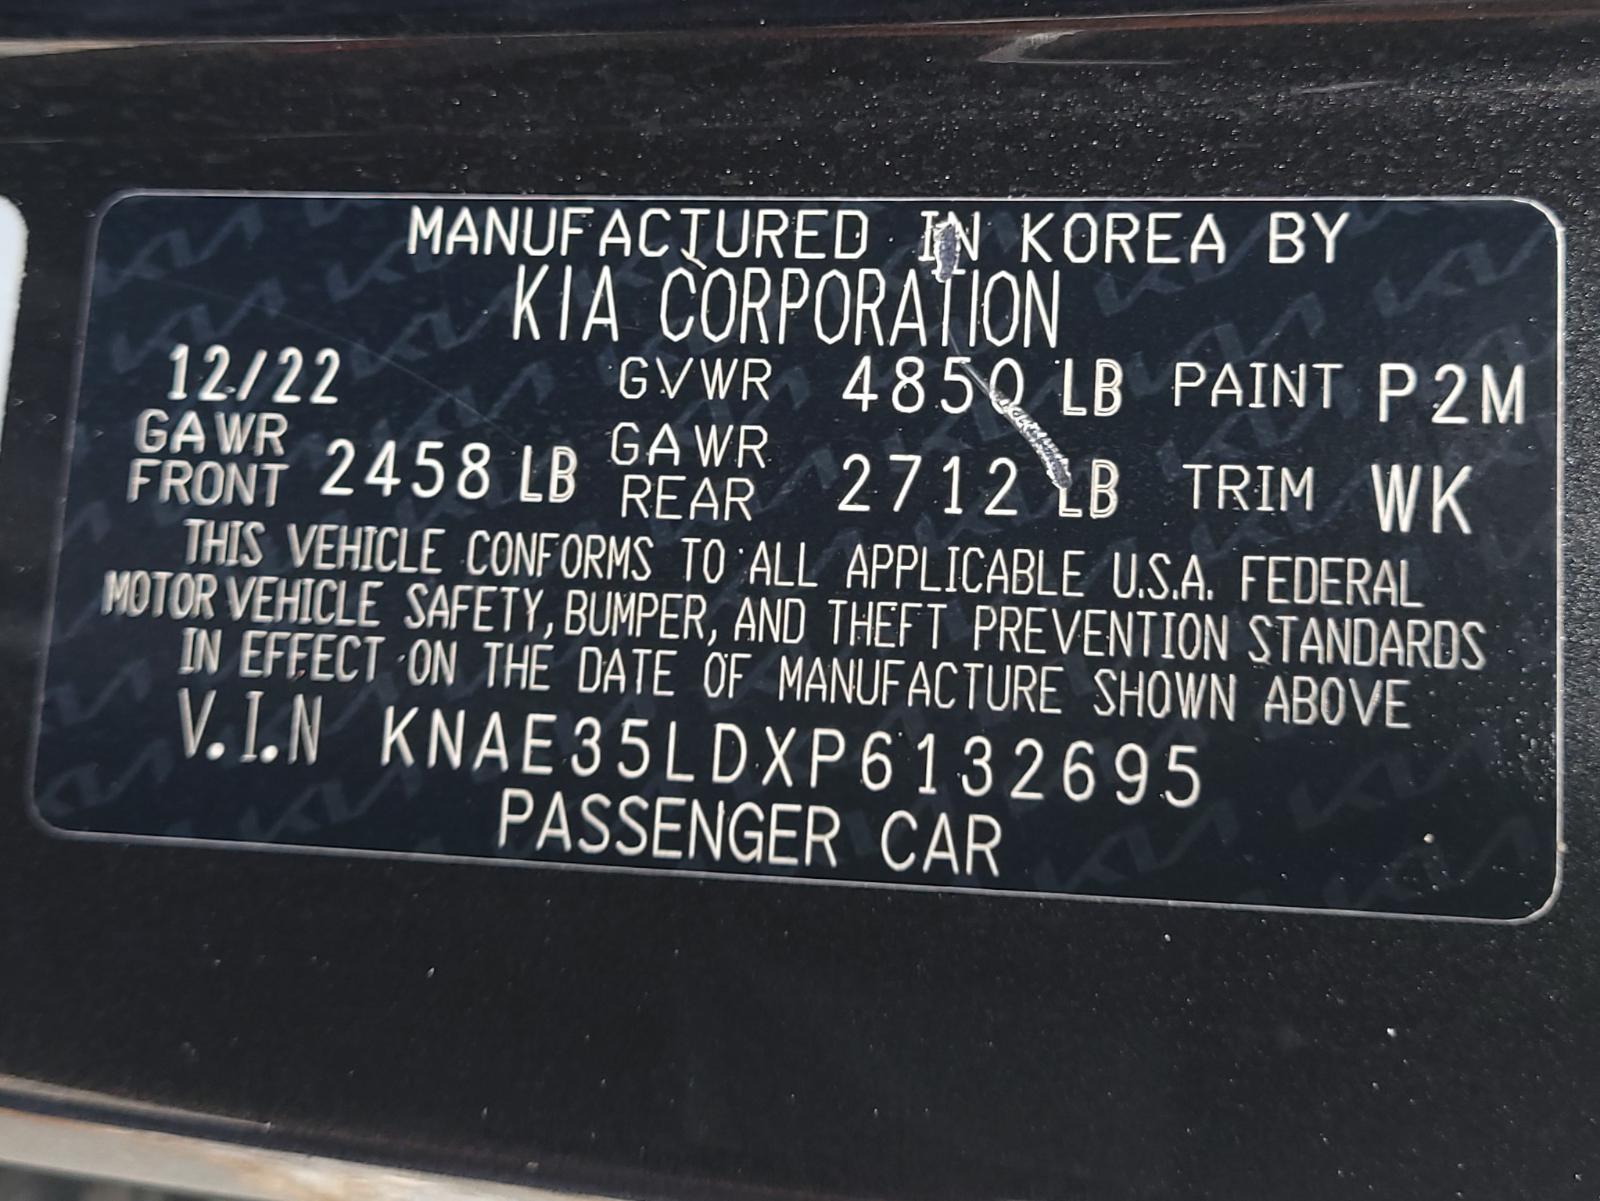 MANUFACTURED IN KOREA BY
KIA CORPORATION
12/22 GVWR 4850 LB PAINT P2M
GAWR FRONT 2458 LB GAWR REAR 2712 LB TRIM WK
THIS VEHICLE CONFORMS TO ALL APPLICABLE U.S.A. FEDERAL
MOTOR VEHICLE SAFETY, BUMPER, AND THEFT PREVENTION STANDARDS
IN EFFECT ON THE DATE OF MANUFACTURE SHOWN ABOVE
V.I.N KNAE35LDXP6132695
PASSENGER CAR